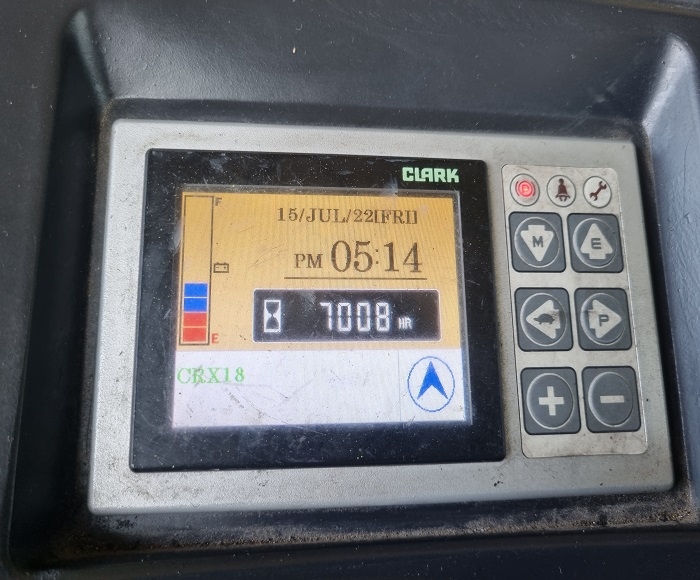 CLARK
F
15/JUL/22[FRI]
PM 05:14
7008 HR
E
CRX18
M
E
P